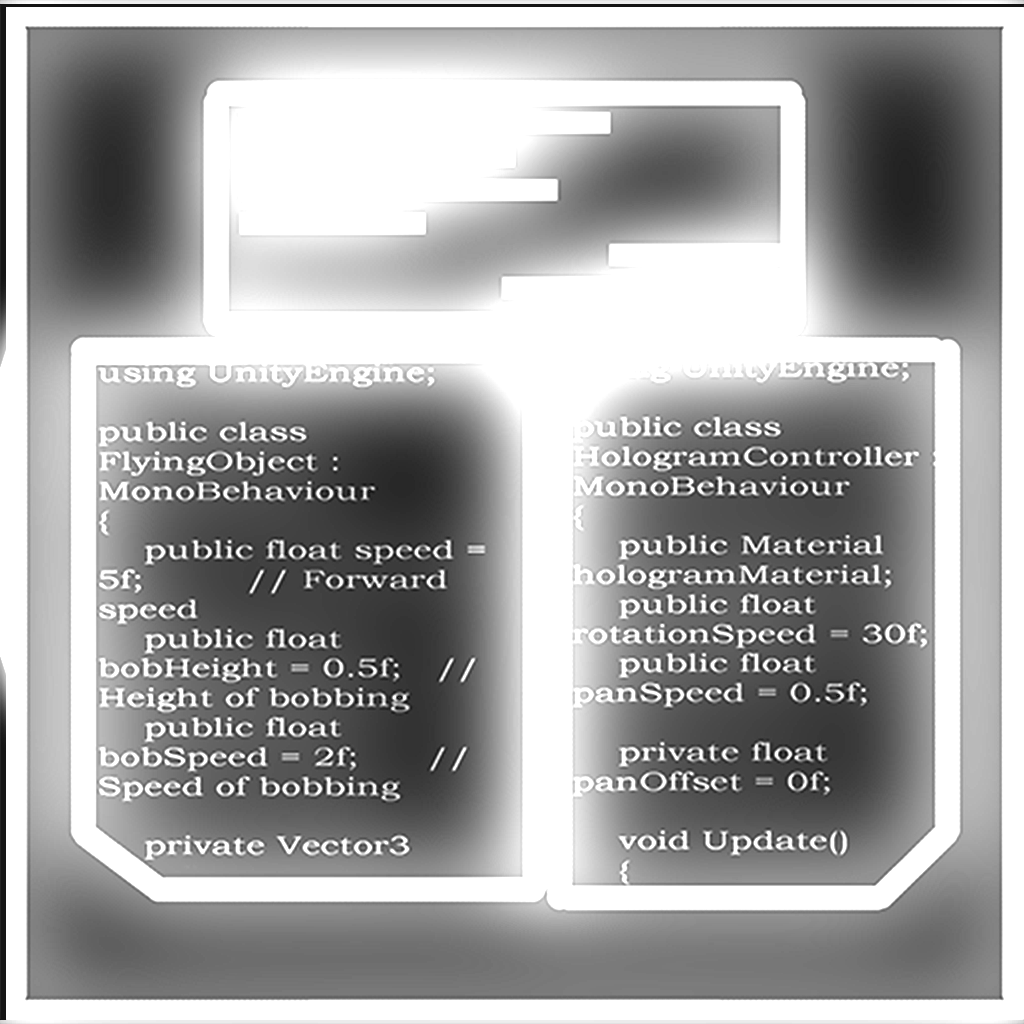 using UnityEngine;
public class
FlyingObject :
MonoBehaviour
{
public float speed =
5f; // Forward
speed
public float
bobHeight = 0.5f; //
Height of bobbing
public float
bobSpeed = 2f; //
Speed of bobbing
private Vector3
UnityEngine;
public class
HologramController :
MonoBehaviour
{
public Material
hologramMaterial;
public float
rotationSpeed = 30f;
public float
panSpeed = 0.5f;
private float
panOffset = 0f;
void Update()
{